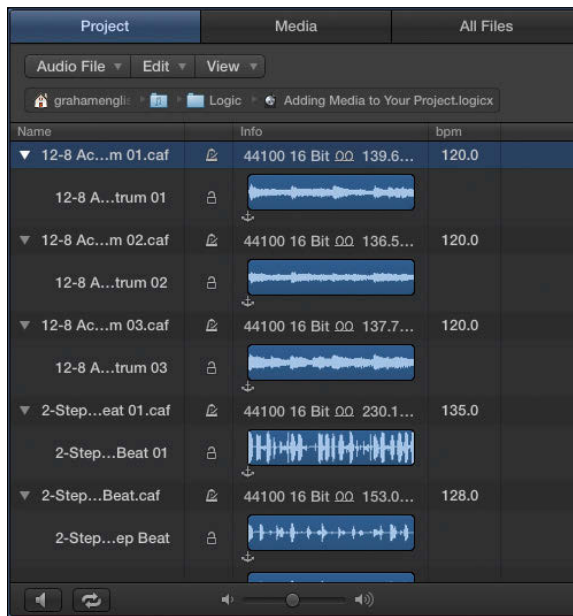 Project Media All Files
Audio File Edit View
grahamenglis Logic Adding Media to Your Project.logicx
Name Info bpm
12-8 Ac...m 01.caf 44100 16 Bit 139.6... 120.0
12-8 A...trum 01
12-8 Ac...m 02.caf 44100 16 Bit 136.5... 120.0
12-8 A...trum 02
12-8 Ac...m 03.caf 44100 16 Bit 137.7... 120.0
12-8 A...trum 03
2-Step...eat 01.caf 44100 16 Bit 230.1... 135.0
2-Step...Beat 01
2-Step...Beat.caf 44100 16 Bit 153.0... 128.0
2-Step...ep Beat